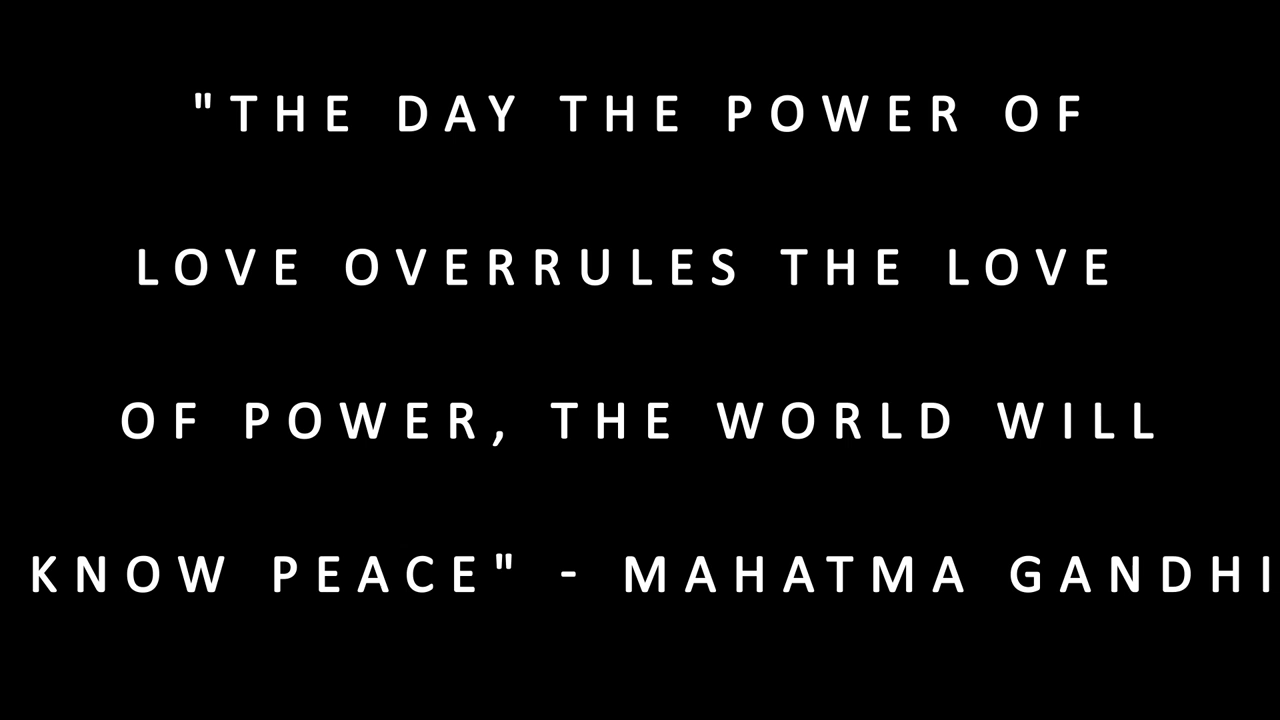 "THE DAY THE POWER OF
LOVE OVERRULES THE LOVE
OF POWER, THE WORLD WILL
KNOW PEACE" - MAHATMA GANDHI